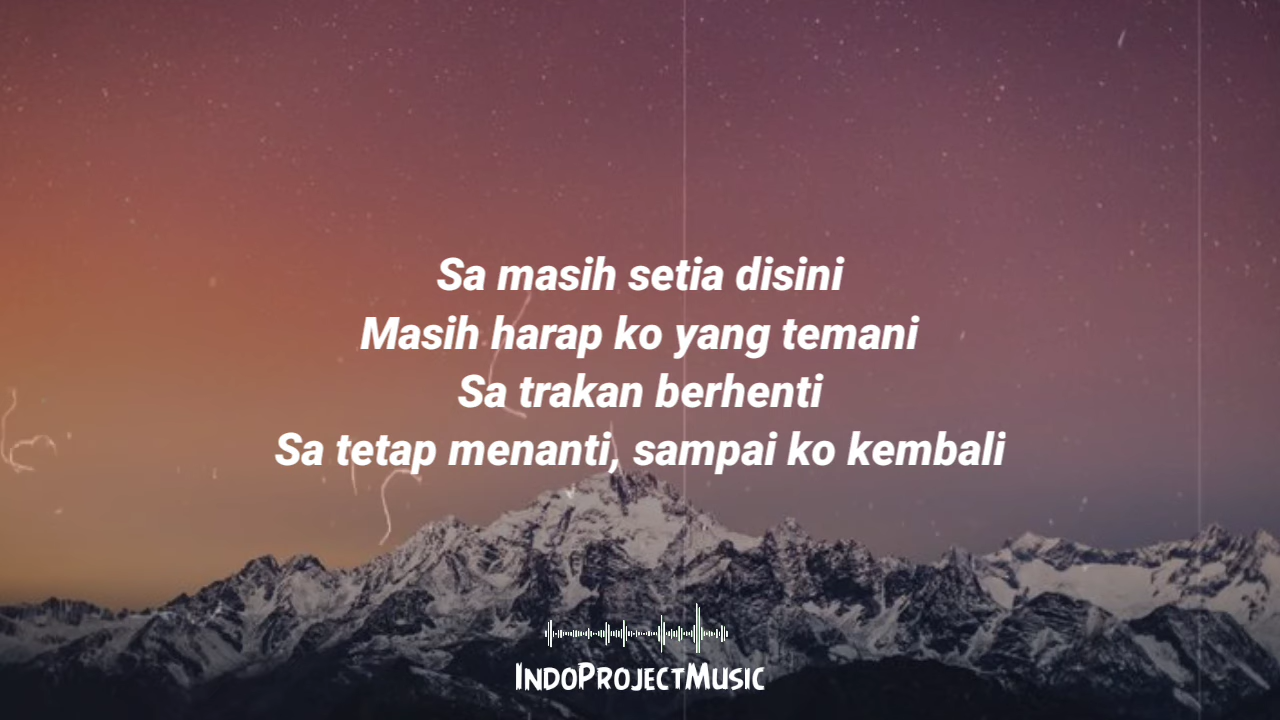 Sa masih setia disini
Masih harap ko yang temani
Sa trakan berhenti
Sa tetap menanti, sampai ko kembali
IndoProjectMusic